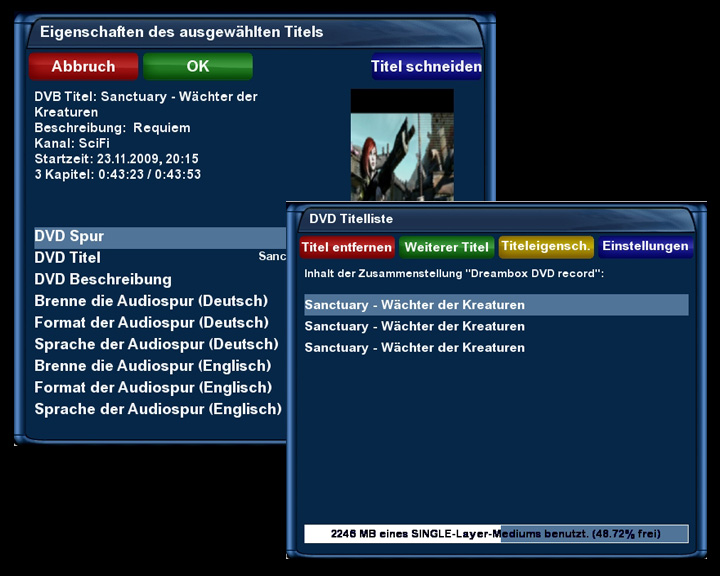 Eigenschaften des ausgewählten Titels
Abbruch
OK
Titel schneiden
DVB Titel: Sanctuary - Wächter der
Kreaturen
Beschreibung: Requiem
Kanal: SciFi
Startzeit: 23.11.2009, 20:15
3 Kapitel: 0:43:23 / 0:43:53
DVD Spur
DVD Titel
Sanc
DVD Beschreibung
Brenne die Audiospur (Deutsch)
Format der Audiospur (Deutsch)
Sprache der Audiospur (Deutsch)
Brenne die Audiospur (Englisch)
Format der Audiospur (Englisch)
Sprache der Audiospur (Englisch)
DVD Titelliste
Titel entfernen
Weiterer Titel
Titeleigensch.
Einstellungen
Inhalt der Zusammenstellung "Dreambox DVD record":
Sanctuary - Wächter der Kreaturen
Sanctuary - Wächter der Kreaturen
Sanctuary - Wächter der Kreaturen
2246 MB eines SINGLE-Layer-Mediums benutzt. (48.72% frei)